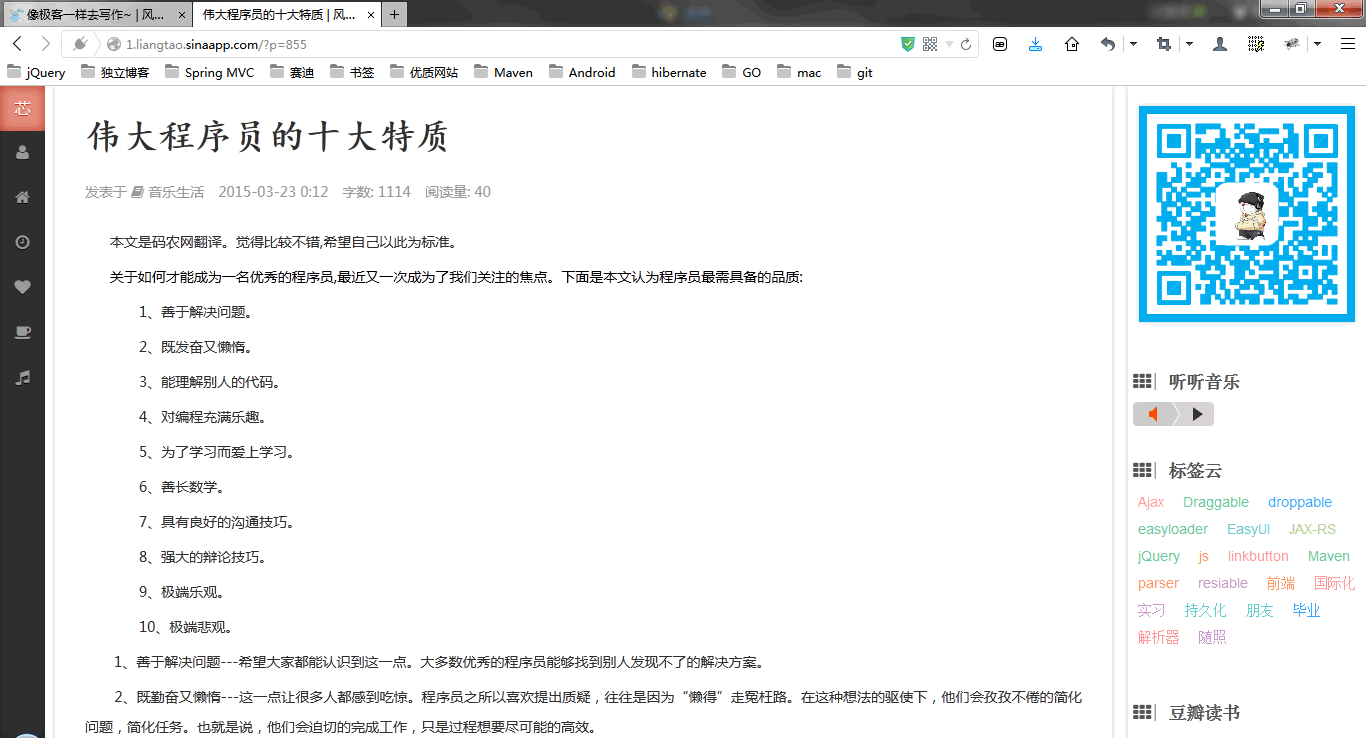 像极客一样去写作~ | 风...
伟大程序员的十大特质 | 风...
1.liangtao.sinaapp.com/?p=855
jQuery 独立博客 Spring MVC 赛迪 书签 优质网站 Maven Android hibernate GO mac git
芯
伟大程序员的十大特质
发表于 音乐生活 2015-03-23 0:12 字数: 1114 阅读量: 40
本文是码农网翻译。觉得比较不错,希望自己以此为标准。
关于如何才能成为一名优秀的程序员,最近又一次成为了我们关注的焦点。下面是本文认为程序员最需具备的品质:
1、善于解决问题。
2、既发奋又懒惰。
3、能理解别人的代码。
4、对编程充满乐趣。
5、为了学习而爱上学习。
6、善长数学。
7、具有良好的沟通技巧。
8、强大的辩论技巧。
9、极端乐观。
10、极端悲观。
1、善于解决问题---希望大家都能认识到这一点。大多数优秀的程序员能够找到别人发现不了的解决方案。
2、既勤奋又懒惰---这一点让很多人都感到吃惊。程序员之所以喜欢提出质疑，往往是因为“懒得”走冤枉路。在这种想法的驱使下，他们会孜孜不倦的简化
问题，简化任务。也就是说，他们会迫切的完成工作，只是过程想要尽可能的高效。
听听音乐
标签云
Ajax Draggable droppable
easyloader EasyUI JAX-RS
jQuery js linkbutton Maven
parser resiable 前端 国际化
实习 持久化 朋友 毕业
解析器 随照
豆瓣读书